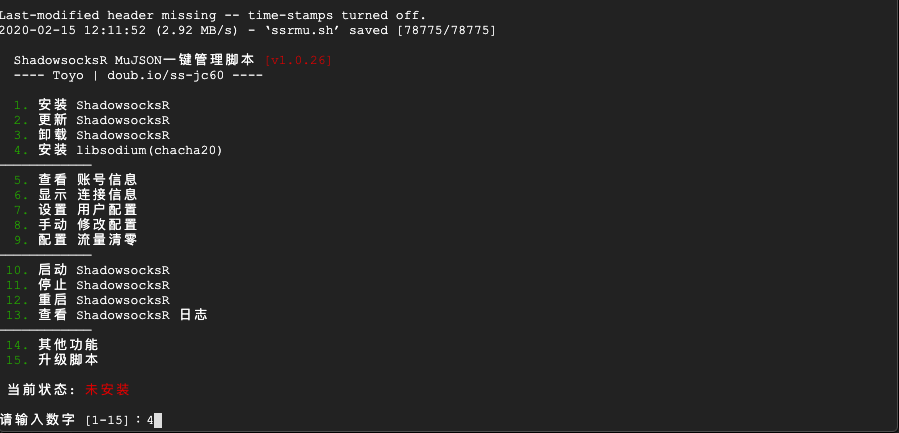 Last-modified header missing -- time-stamps turned off.
2020-02-15 12:11:52 (2.92 MB/s) - ‘ssrmu.sh’ saved [78775/78775]
ShadowsocksR MuJSON一键管理脚本 [v1.0.26]
---- Toyo | doub.io/ss-jc60 ----
1. 安装 ShadowsocksR
2. 更新 ShadowsocksR
3. 卸载 ShadowsocksR
4. 安装 libsodium(chacha20)
————————————
5. 查看 账号信息
6. 显示 连接信息
7. 设置 用户配置
8. 手动 修改配置
9. 配置 流量清零
————————————
10. 启动 ShadowsocksR
11. 停止 ShadowsocksR
12. 重启 ShadowsocksR
13. 查看 ShadowsocksR 日志
————————————
14. 其他功能
15. 升级脚本
当前状态: 未安装
请输入数字 [1-15]：4